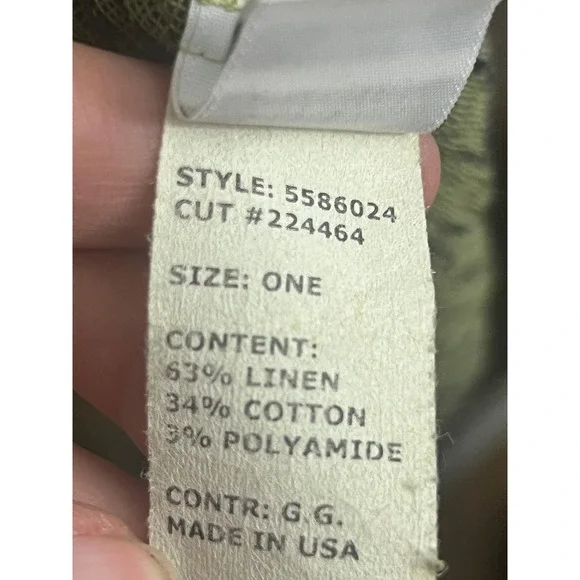 STYLE: 5586024
CUT #224464
SIZE: ONE
CONTENT:
63% LINEN
34% COTTON
3% POLYAMIDE
CONTR: G.G.
MADE IN USA